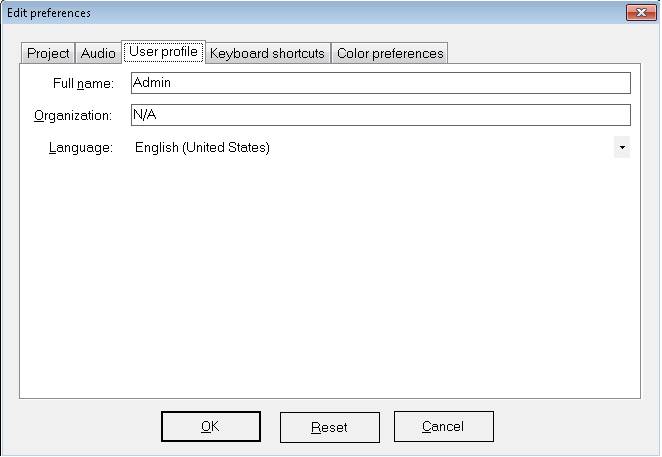 Edit preferences
Project Audio User profile Keyboard shortcuts Color preferences
Full name: Admin
Organization: N/A
Language: English (United States)
OK Reset Cancel